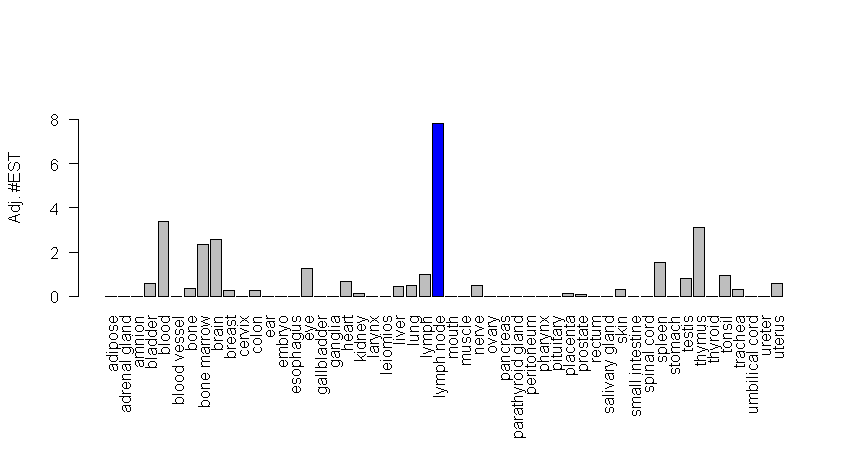 Adj. #EST
8
6
4
2
0
adipose
adrenal gland
amnion
bladder
blood
blood vessel
bone
bone marrow
brain
breast
cervix
colon
ear
embryo
esophagus
eye
gallbladder
ganglia
heart
kidney
larynx
leiomios
liver
lung
lymph
lymph node
mouth
muscle
nerve
ovary
pancreas
parathyroid gland
peritoneum
pharynx
pituitary
placenta
prostate
rectum
salivary gland
skin
small intestine
spinal cord
spleen
stomach
testis
thymus
thyroid
tonsil
trachea
umbilical cord
ureter
uterus